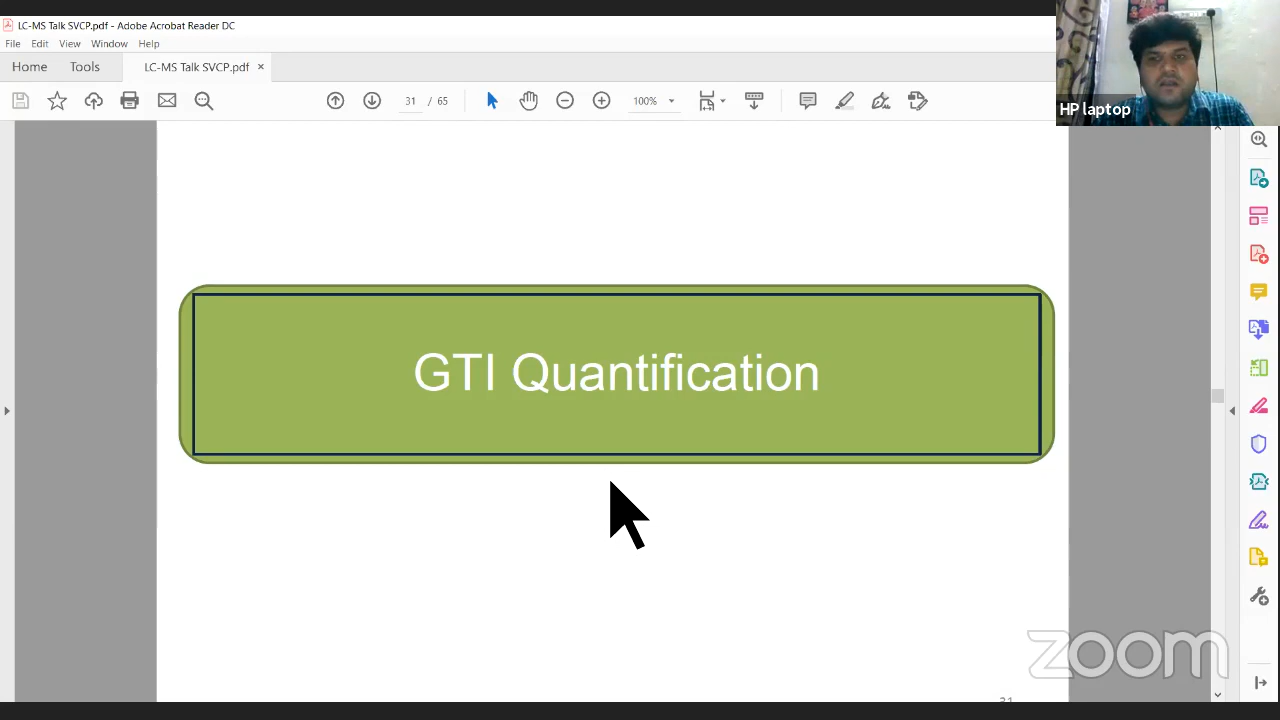 LC-MS Talk SVCP.pdf - Adobe Acrobat Reader DC
File Edit View Window Help
Home Tools LC-MS Talk SVCP.pdf ×
31 / 65 100%
HP laptop
GTI Quantification
zoom
31